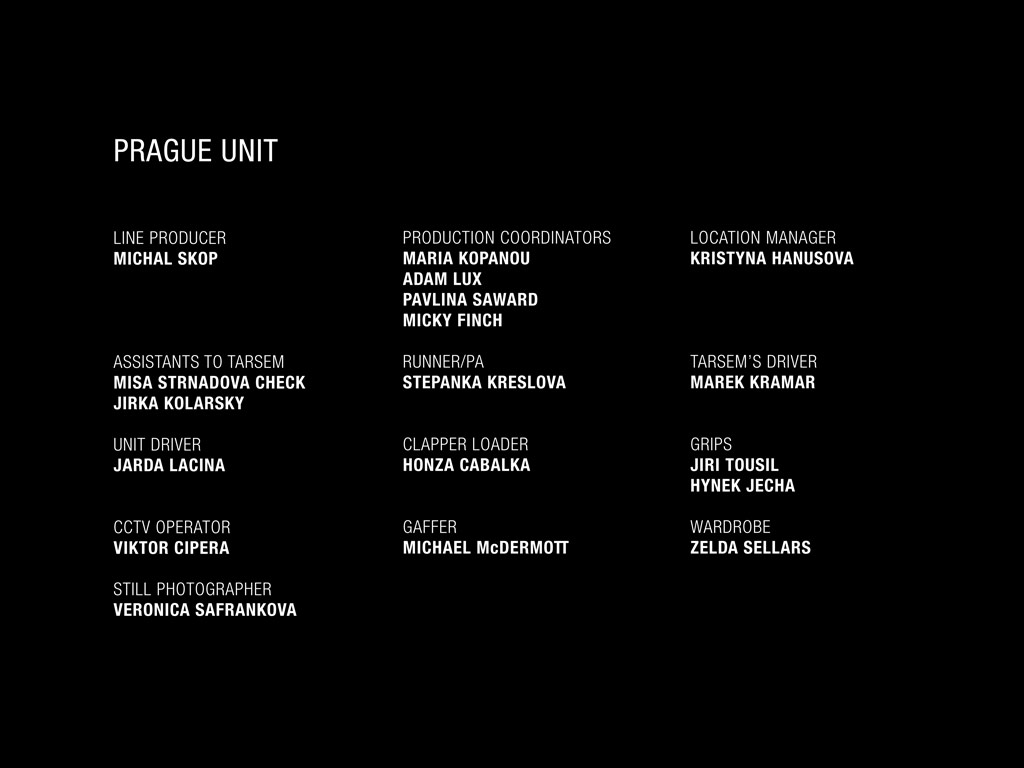 PRAGUE UNIT
LINE PRODUCER
MICHAL SKOP
PRODUCTION COORDINATORS
MARIA KOPANOU
ADAM LUX
PAVLINA SAWARD
MICKY FINCH
LOCATION MANAGER
KRISTYNA HANUSOVA
ASSISTANTS TO TARSEM
MISA STRNADOVA CHECK
JIRKA KOLARSKY
RUNNER/PA
STEPANKA KRESLOVA
TARSEM’S DRIVER
MAREK KRAMAR
UNIT DRIVER
JARDA LACINA
CLAPPER LOADER
HONZA CABALKA
GRIPS
JIRI TOUSIL
HYNEK JECHA
CCTV OPERATOR
VIKTOR CIPERA
GAFFER
MICHAEL McDERMOTT
WARDROBE
ZELDA SELLARS
STILL PHOTOGRAPHER
VERONICA SAFRANKOVA